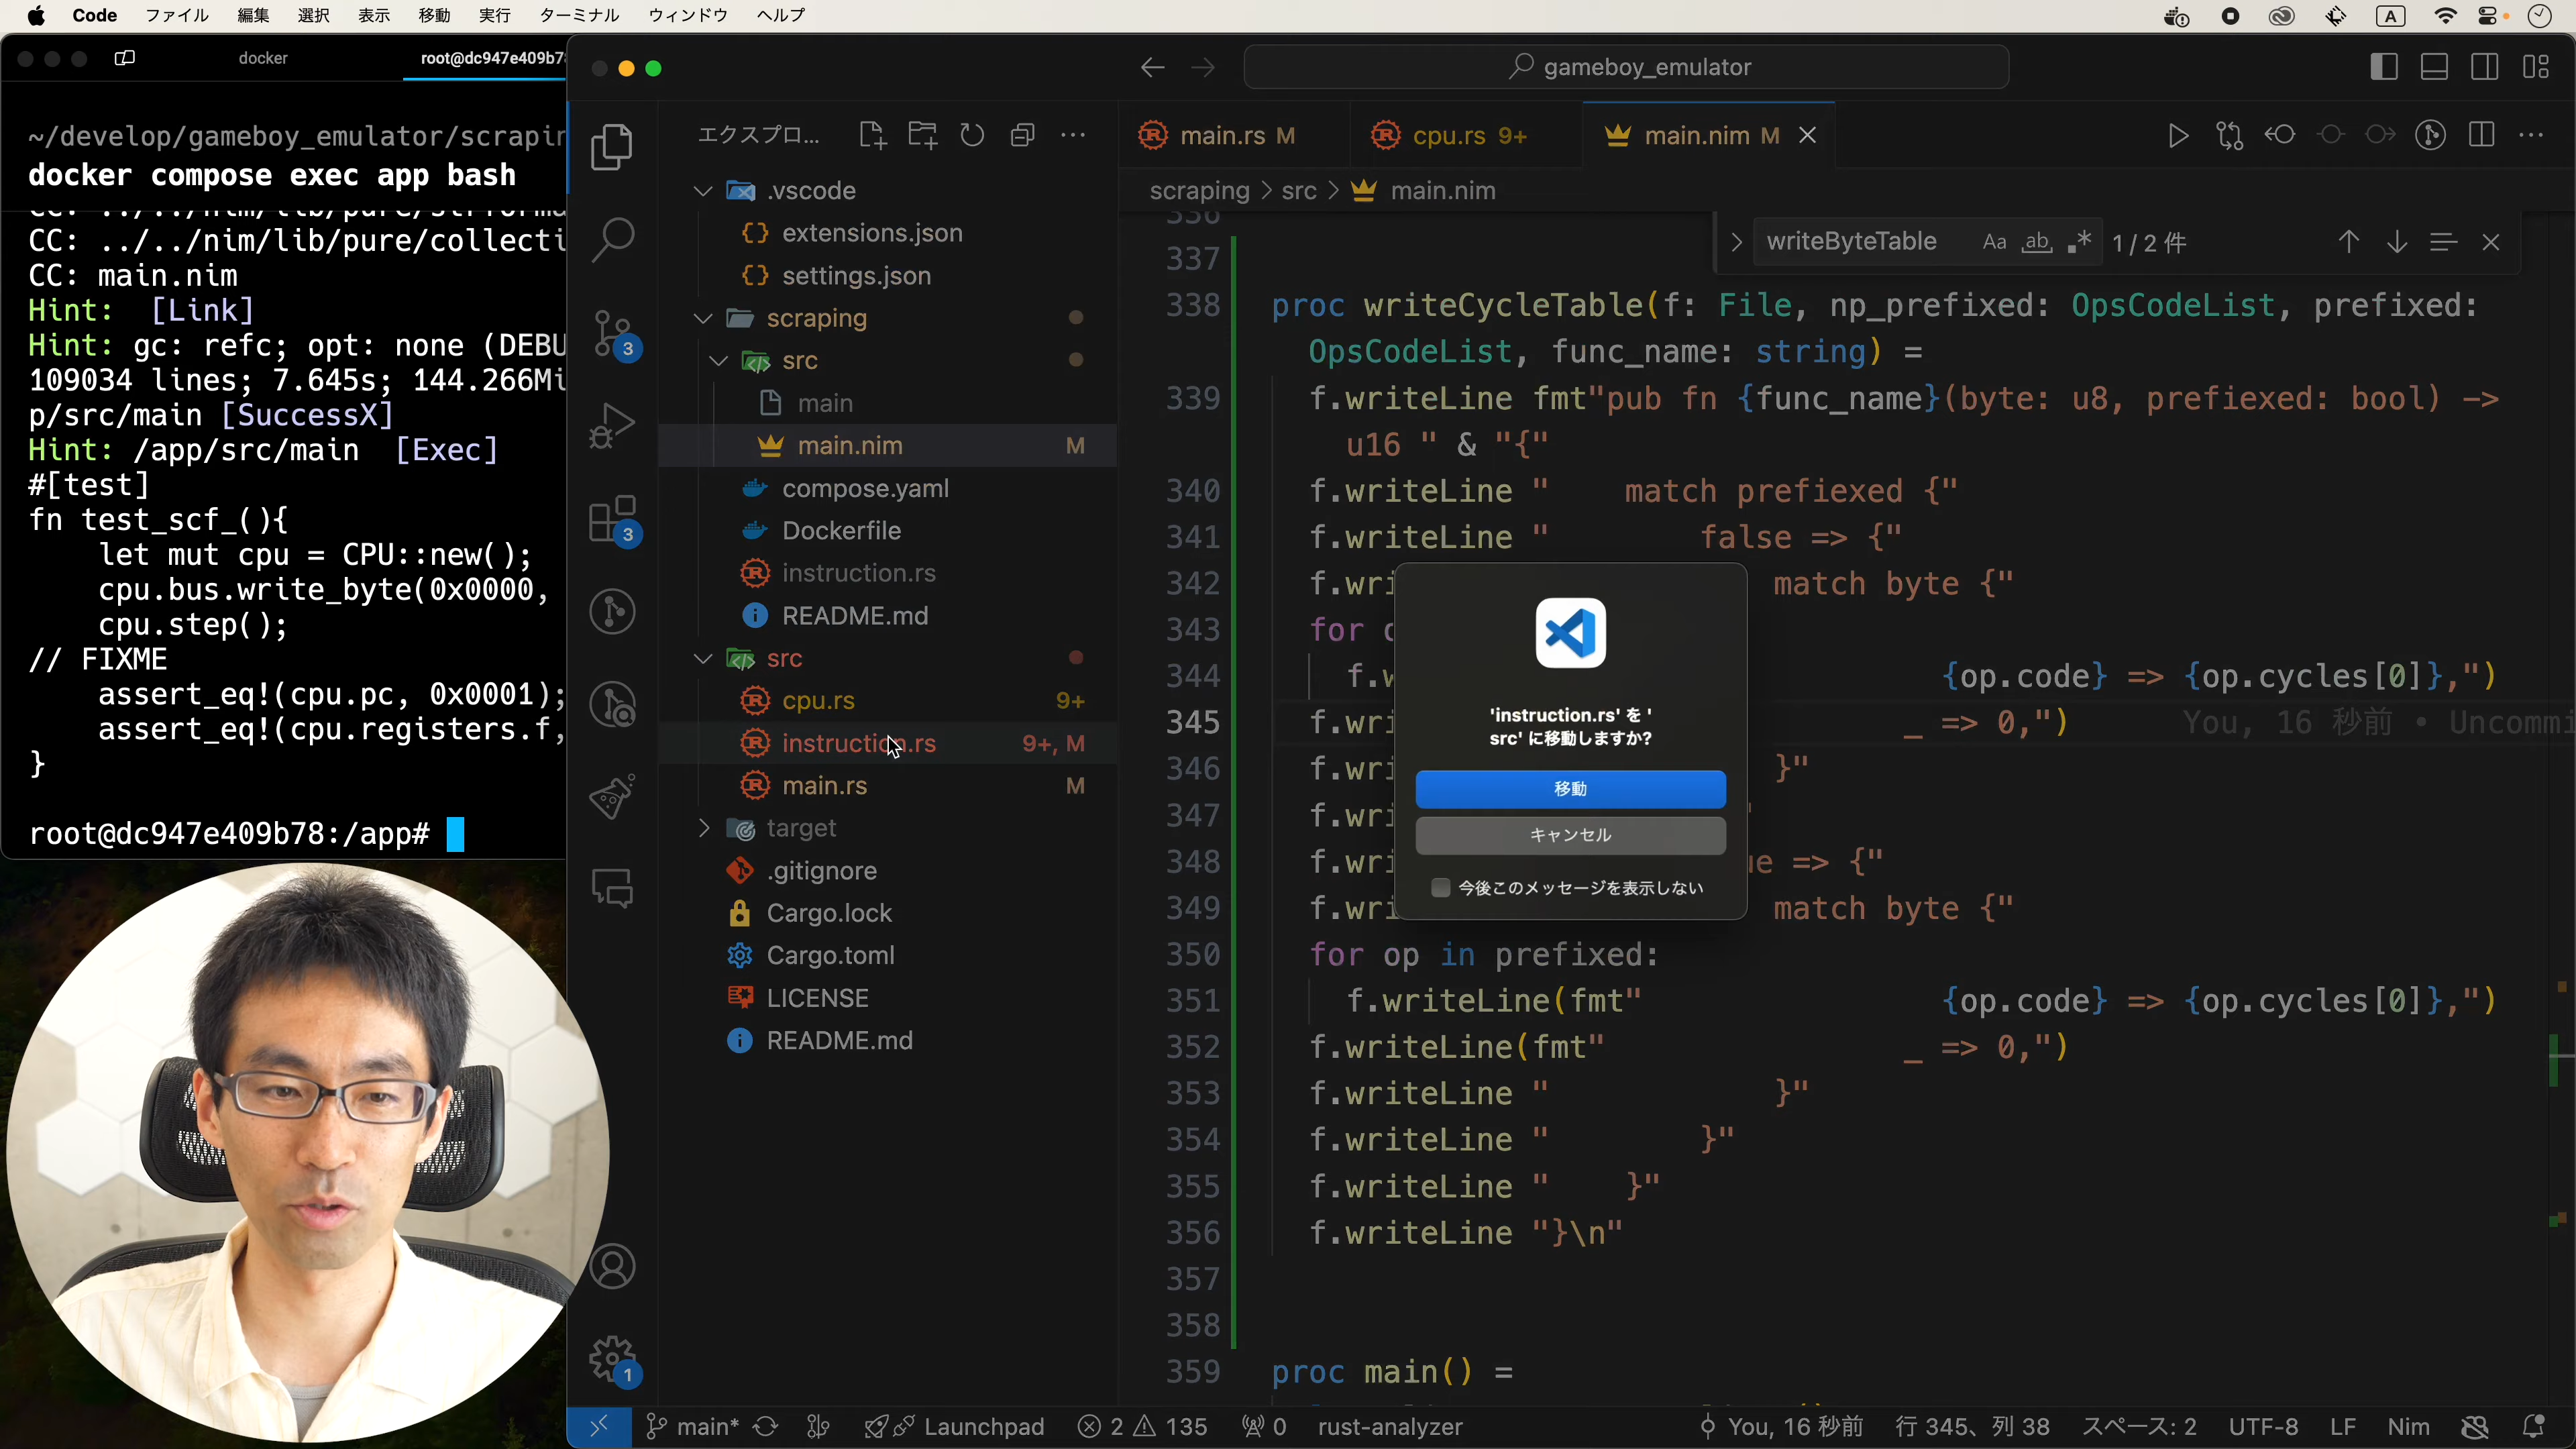 Code ファイル 編集 選択 表示 移動 実行 ターミナル ウィンドウ ヘルプ
A
docker
root@dc947e409b78
~/develop/gameboy_emulator/scrapin
docker compose exec app bash
CC: ../../nim/lib/pure/collecti
CC: main.nim
Hint:  [Link]
Hint: gc: refc; opt: none (DEBU
109034 lines; 7.645s; 144.266Mi
p/src/main [SuccessX]
Hint: /app/src/main  [Exec]
#[test]
fn test_scf_(){
    let mut cpu = CPU::new();
    cpu.bus.write_byte(0x0000,
    cpu.step();
// FIXME
    assert_eq!(cpu.pc, 0x0001);
    assert_eq!(cpu.registers.f,
}
root@dc947e409b78:/app#
gameboy_emulator
エクスプロ...
.vscode
extensions.json
settings.json
scraping
src
main
main.nim M
compose.yaml
Dockerfile
instruction.rs
README.md
src
cpu.rs 9+
instruction.rs 9+, M
main.rs M
target
.gitignore
Cargo.lock
Cargo.toml
LICENSE
README.md
3
3
1
main.rs M
cpu.rs 9+
main.nim M
scraping > src > main.nim
writeByteTable Aa ab 1 / 2 件
336
337
338 proc writeCycleTable(f: File, np_prefixed: OpsCodeList, prefixed:
OpsCodeList, func_name: string) =
339 f.writeLine fmt"pub fn {func_name}(byte: u8, prefiexed: bool) ->
u16 " & "{"
340 f.writeLine "    match prefiexed {"
341 f.writeLine "        false => {"
342 f.wri match byte {"
343 for o
344 f.w {op.code} => {op.cycles[0]},")
345 f.wri _ => 0,") You, 16 秒前 • Uncommi
346 f.wri }"
347 f.wri "
348 f.wri ue => {"
349 f.wri match byte {"
350 for op in prefixed:
351 f.writeLine(fmt"                {op.code} => {op.cycles[0]},")
352 f.writeLine(fmt"                _ => 0,")
353 f.writeLine "            }"
354 f.writeLine "        }"
355 f.writeLine "    }"
356 f.writeLine "}\n"
357
358
359 proc main() =
'instruction.rs' を '
src' に移動しますか?
移動
キャンセル
今後このメッセージを表示しない
main* Launchpad 2 135 0 rust-analyzer You, 16 秒前 行 345、列 38 スペース: 2 UTF-8 LF Nim